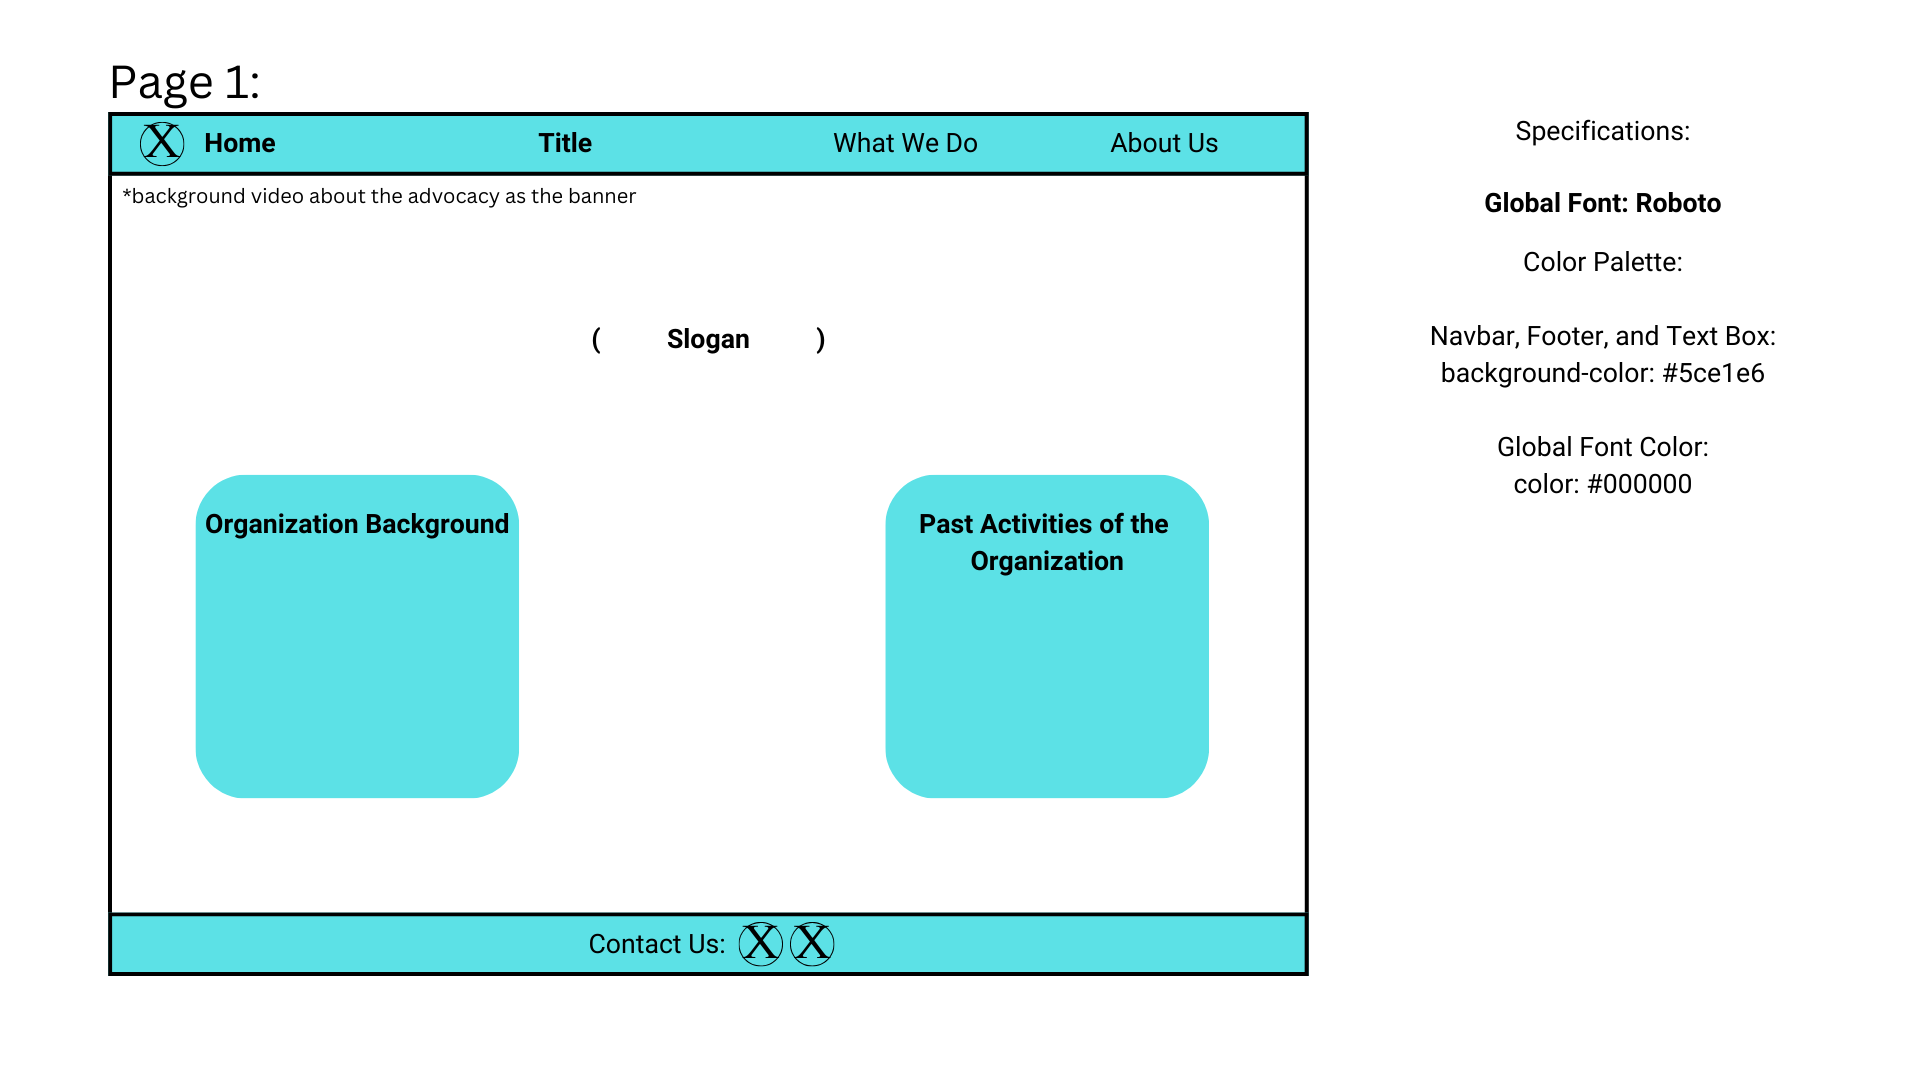 Page 1:
X Home Title What We Do About Us
*background video about the advocacy as the banner
( Slogan )
Organization Background
Past Activities of the
Organization
Contact Us: X X
Specifications:
Global Font: Roboto
Color Palette:
Navbar, Footer, and Text Box:
background-color: #5ce1e6
Global Font Color:
color: #000000